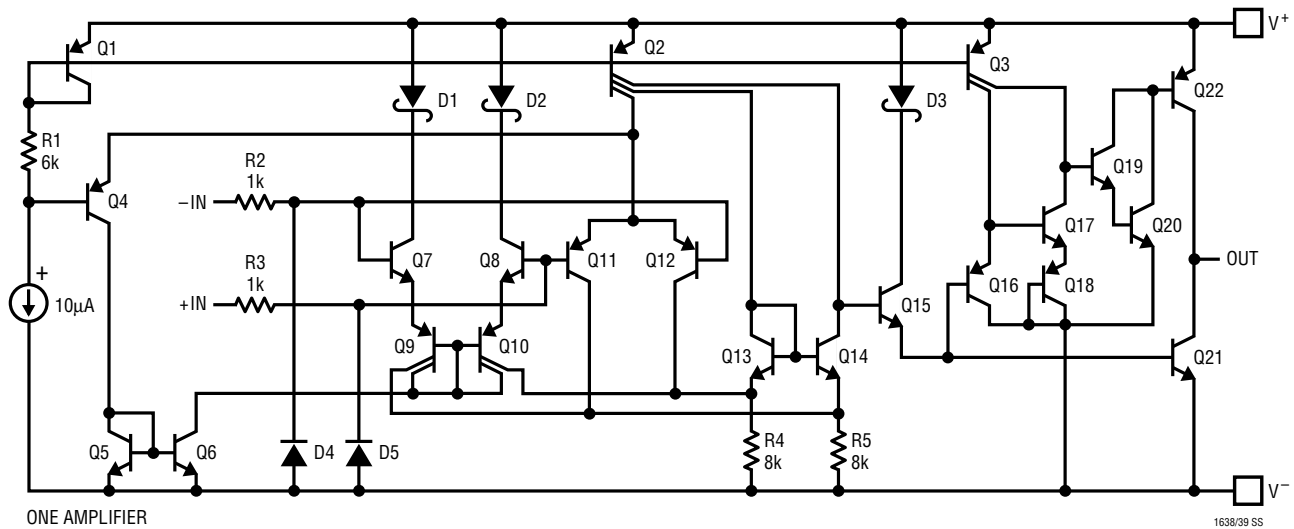 V+
Q1
Q2
Q3
D1
D2
D3
Q22
R1
6k
R2
1k
Q19
Q4
–IN
Q17
Q20
Q7
Q8
Q11
Q12
OUT
R3
1k
+
10µA
+IN
Q15
Q16
Q18
Q9
Q10
Q13
Q14
Q21
Q5
Q6
D4
D5
R4
8k
R5
8k
V–
ONE AMPLIFIER
1638/39 SS